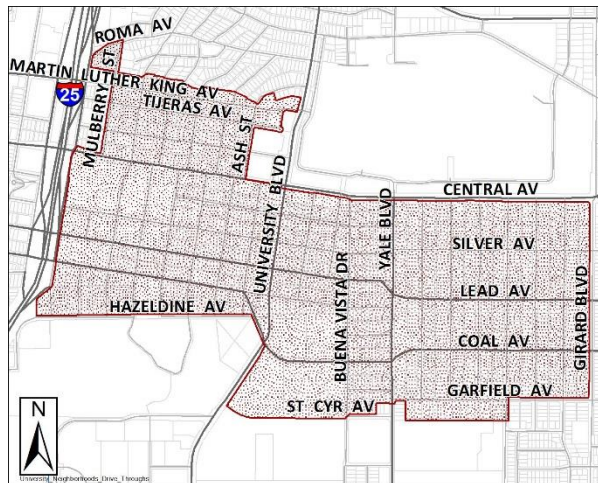 ROMA AV
MARTIN LUTHER KING AV
25
TIJERAS AV
MULBERRY ST
ASH ST
UNIVERSITY BLVD
CENTRAL AV
YALE BLVD
SILVER AV
BUENA VISTA DR
LEAD AV
GIRARD BLVD
HAZELDINE AV
COAL AV
GARFIELD AV
ST CYR AV
N
University_Neighborhoods_Drive_Throughs